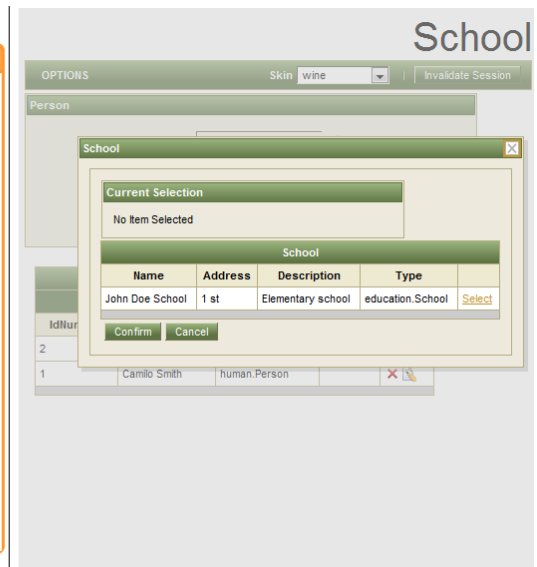 School
OPTIONS Skin wine | Invalidate Session
Person
School
Current Selection
No Item Selected
School
Name Address Description Type
John Doe School 1 st Elementary school education.School Select
IdNum
Confirm Cancel
2
1 Camilo Smith human.Person